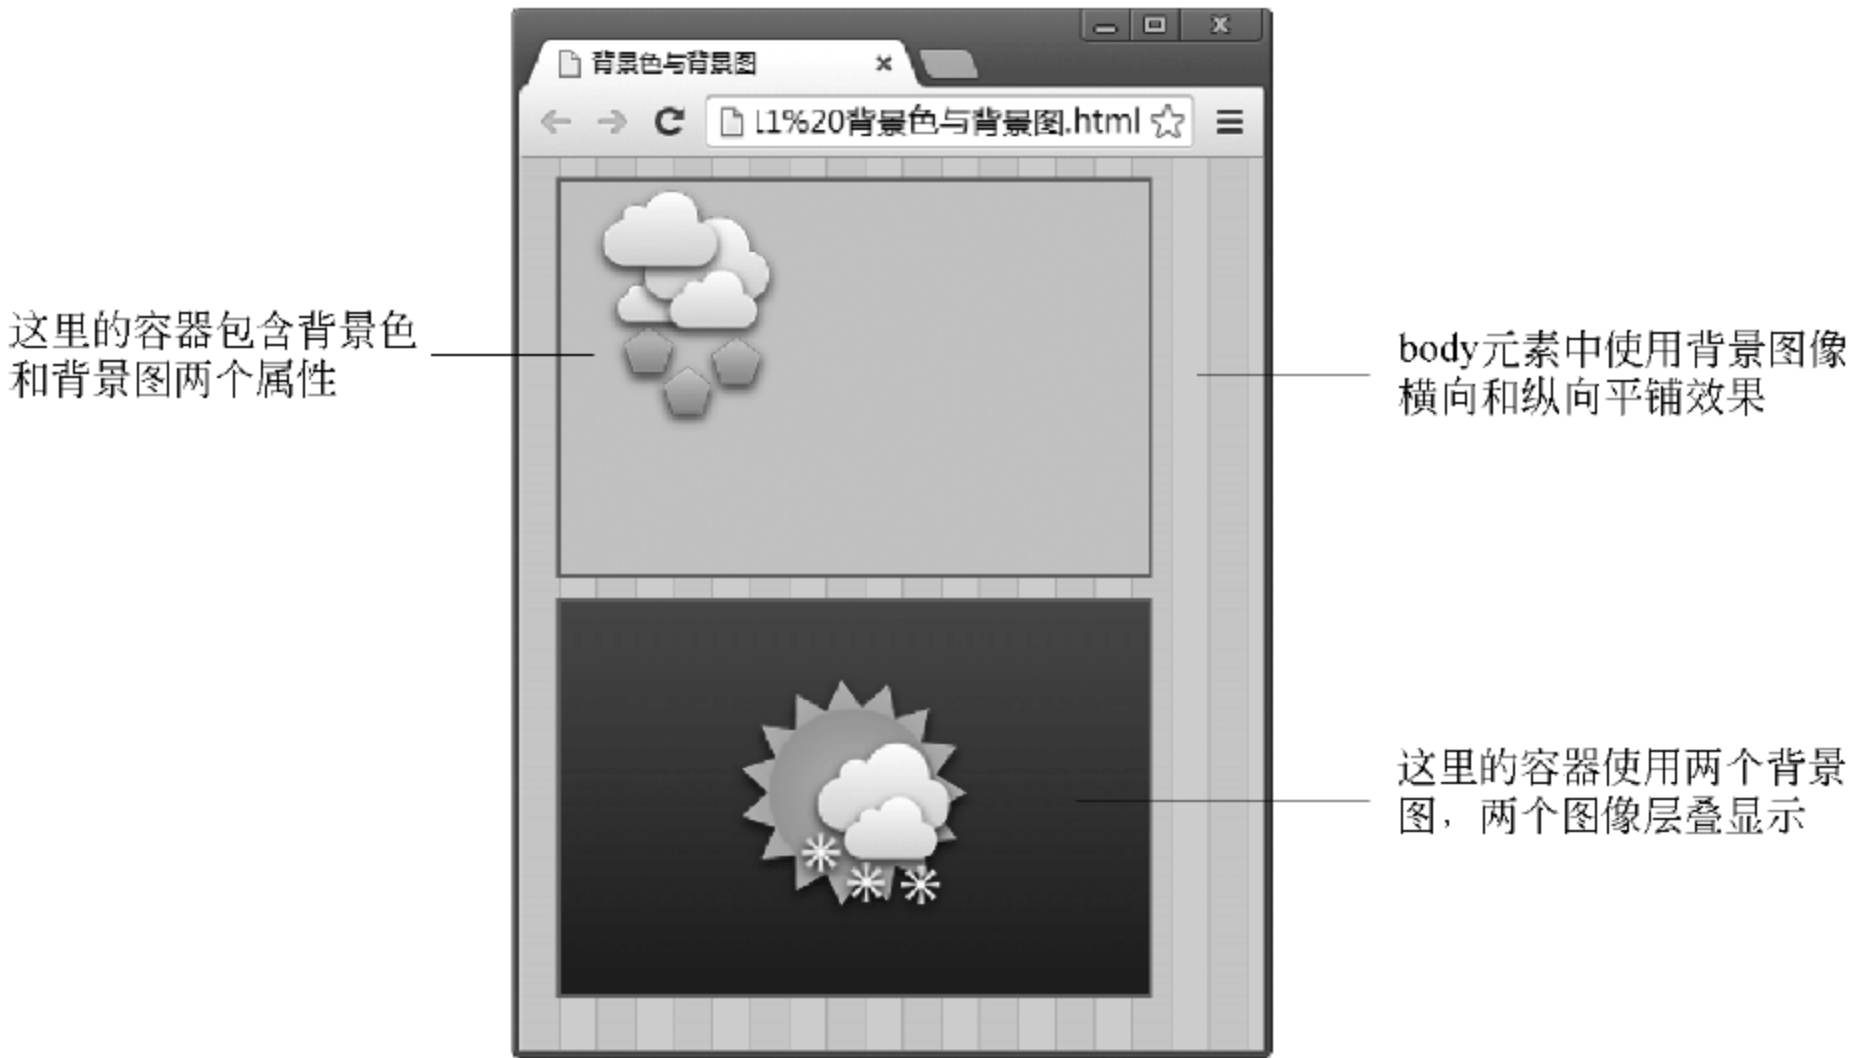 背景色与背景图
11%20背景色与背景图.html
这里的容器包含背景色
和背景图两个属性
body元素中使用背景图像
横向和纵向平铺效果
这里的容器使用两个背景
图，两个图像层叠显示